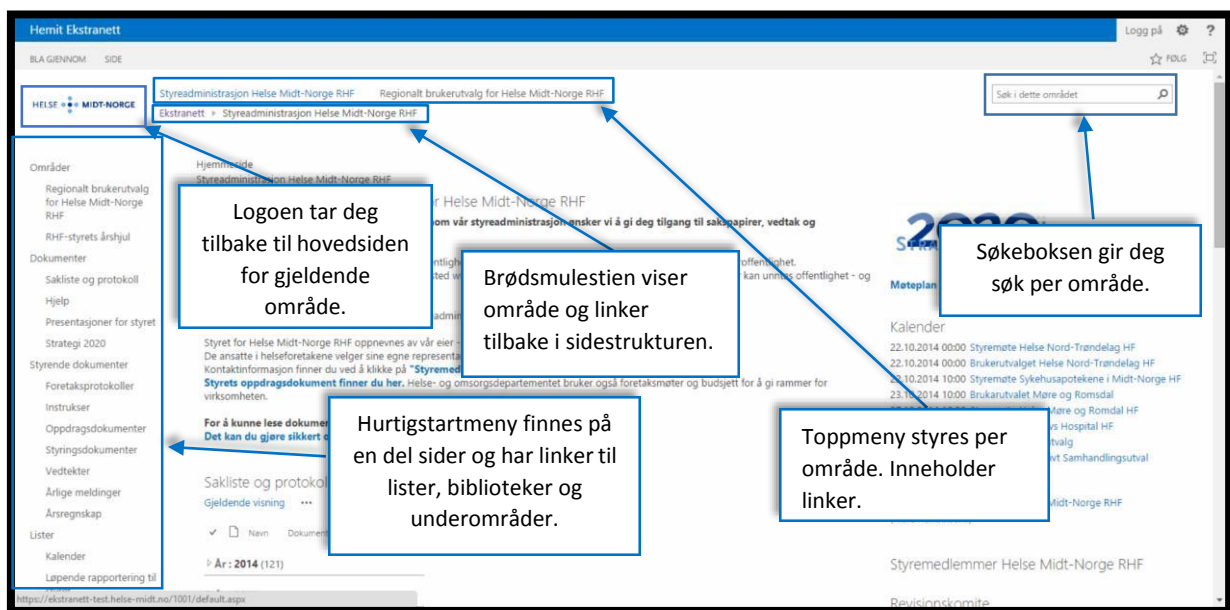 Hemit Ekstranett
Logg på ?
BLA GJENNOM SIDE
FØLG
HELSE MIDT-NORGE
Styreadministrasjon Helse Midt-Norge RHF Regionalt brukerutvalg for Helse Midt-Norge RHF
Ekstranett Styreadministrasjon Helse Midt-Norge RHF
Søk i dette området
Områder
Regionalt brukerutvalg
for Helse Midt-Norge
RHF
RHF-styrets årshjul
Dokumenter
Sakliste og protokoll
Hjelp
Presentasjoner for styret
Strategi 2020
Styrende dokumenter
Foretaksprotokoller
Instrukser
Oppdragsdokumenter
Styringsdokumenter
Vedtekter
Årlige meldinger
Årsregnskap
Lister
Kalender
Løpende rapportering til
https://ekstranett-test.helse-midt.no/1001/default.aspx
Hjemmeside
Styreadministrasjon Helse Midt-Norge RHF
Helse Midt-Norge RHF
vår styreadministrasjon ønsker vi å gi deg tilgang til sakspapirer, vedtak og
offentlighet.
kan unntas offentlighet - og
Styret for Helse Midt-Norge RHF oppnevnes av vår eier -
De ansatte i helseforetakene velger sine egne
Kontaktinformasjon finner du ved å klikke på
Styrets oppdragsdokument finner du her. Helse- og omsorgsdepartementet bruker også foretaksmøter og budsjett for å gi rammer for
virksomheten.
For å kunne lese
Det kan du gjøre sikkert
Sakliste og
Gjeldende visning ...
Navn
År : 2014 (121)
Logoen tar deg
tilbake til hovedsiden
for gjeldende
område.
Brødsmulestien viser
område og linker
tilbake i sidestrukturen.
Hurtigstartmeny finnes på
en del sider og har linker til
lister, biblioteker og
underområder.
Toppmeny styres per
område. Inneholder
linker.
Søkeboksen gir deg
søk per område.
2020
Møteplan
Kalender
22.10.2014 00:00 Styremøte Helse Nord-Trøndelag HF
22.10.2014 00:00 Brukerutvalget Helse Nord-Trøndelag HF
10:00 Styremøte Sykehusapotekene i Midt-Norge HF
23.10.2014 10:00 Brukarutvalet Møre og Romsdal
Møre og Romdal HF
Hospital HF
Samhandlingsutval
Midt-Norge RHF
Styremedlemmer Helse Midt-Norge RHF
Revisionskomite